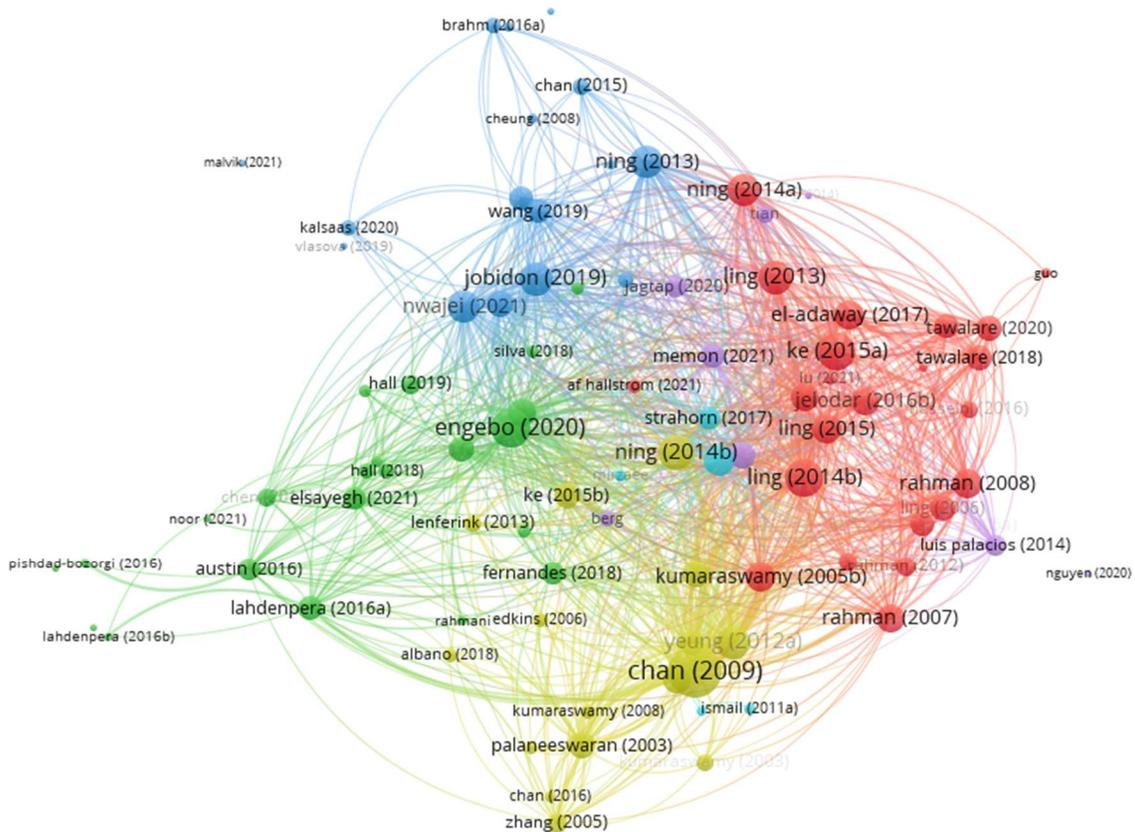 brahm (2016a)
chan (2015)
cheung (2008)
malvik (2021)
ning (2013)
ning (2014a)
wang (2019)
tian
kalsaas (2020)
vlasova (2019)
guo
jobidon (2019)
jagtap (2020)
ling (2013)
nwajei (2021)
el-adaway (2017)
tawalare (2020)
silva (2018)
memon (2021)
ke (2015a)
tawalare (2018)
lu (2021)
hall (2019)
af hallstrom (2021)
jelodar (2016b)
strahorn (2017)
engebo (2020)
ling (2015)
ning (2014b)
hall (2018)
ling (2014b)
rahman (2008)
elsayegh (2021)
ke (2015b)
ling (2006)
noor (2021)
lenferink (2013)
berg
luis palacios (2014)
pishdad-bozorgi (2016)
austin (2016)
fernandes (2018)
kumaraswamy (2005b)
rahman (2012)
nguyen (2020)
lahdenpera (2016a)
rahmani
edkins (2006)
rahman (2007)
lahdenpera (2016b)
albano (2018)
yeung (2012a)
chan (2009)
kumaraswamy (2008)
ismail (2011a)
palaneeswaran (2003)
kumaraswamy (2003)
chan (2016)
zhang (2005)